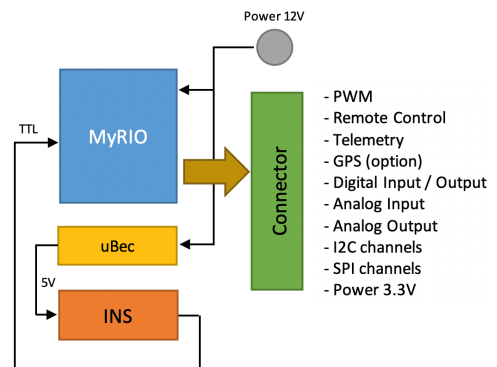 Power 12V
TTL
MyRIO
Connector
- PWM
- Remote Control
- Telemetry
- GPS (option)
- Digital Input / Output
- Analog Input
- Analog Output
- I2C channels
- SPI channels
- Power 3.3V
uBec
5V
INS